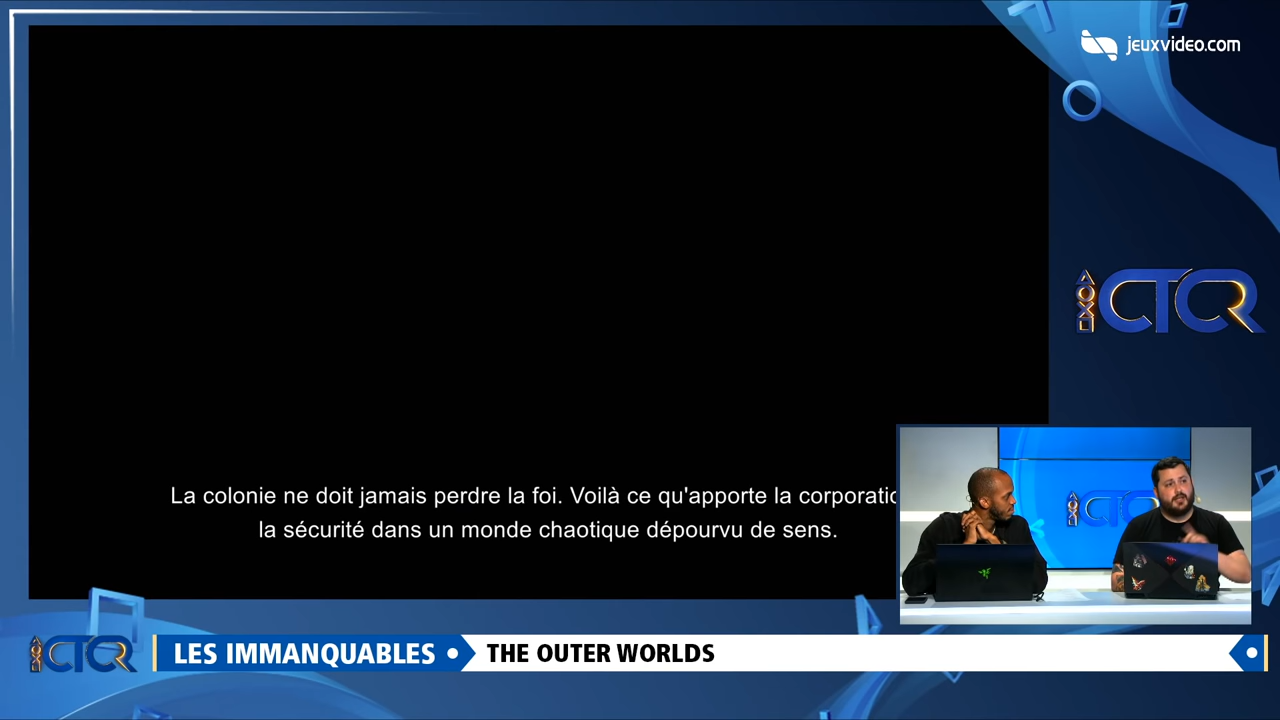 jeuxvideo.com
CTCR
La colonie ne doit jamais perdre la foi. Voilà ce qu'apporte la
la sécurité dans un monde chaotique dépourvu de sens.
CTCR
CTCR LES IMMANQUABLES THE OUTER WORLDS